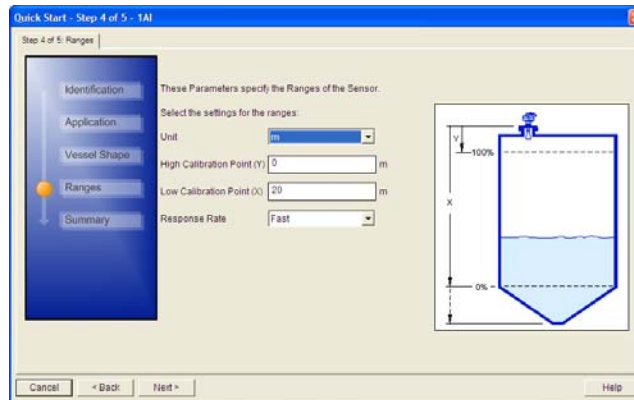 Quick Start - Step 4 of 5 - 1AI
Step 4 of 5: Ranges
Identification
Application
Vessel Shape
Ranges
Summary
These Parameters specify the Ranges of the Sensor.
Select the settings for the ranges:
Unit m
High Calibration Point (Y) 0 m
Low Calibration Point (X) 20 m
Response Rate Fast
Y
100%
X
0%
Cancel < Back Next > Help